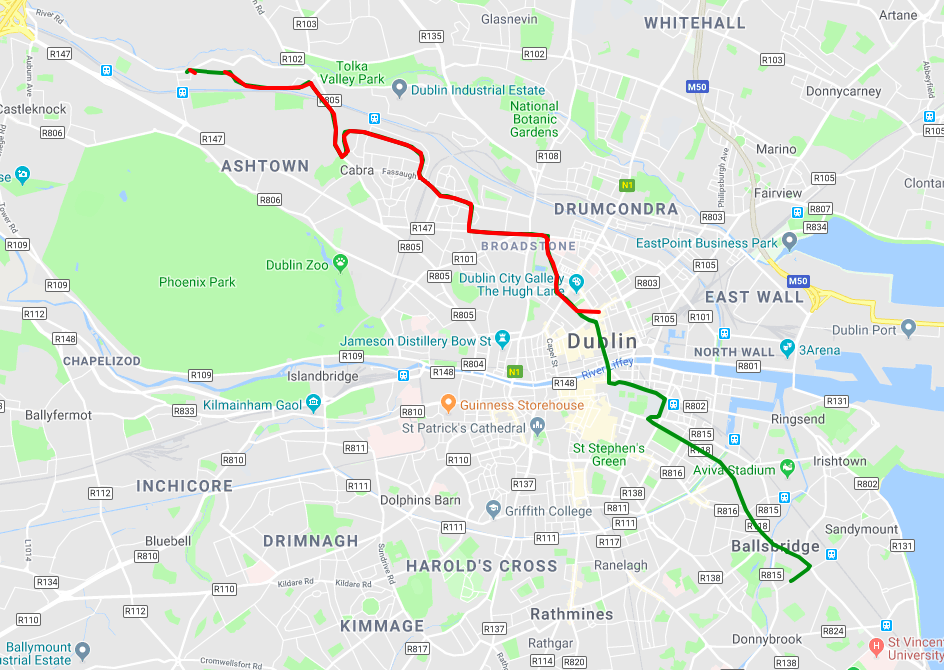 River Rd
R103
Glasnevin
WHITEHALL
Artane
R147
R135
R102
R103
Auburn Ave
R102
Tolka
Valley Park
M50
Dublin Industrial Estate
Donnycarney
Abbeyfield
Castleknock
R805
National
Botanic
Gardens
R105
R806
R147
ASHTOWN
R108
Marino
Philipsburgh Ave
Cabra
Fassaugh
R105
Clontar
N1
Fairview
R806
DRUMCONDRA
R803
R807
R834
Tower Rd
R109
R147
R805
BROADSTONE
EastPoint Business Park
R101
R105
Dublin Zoo
R805
Dublin City Gallery
The Hugh Lane
R803
M50
Phoenix Park
R109
EAST WALL
R112
R805
R105
R101
Dublin Port
R148
Jameson Distillery Bow St
Capel St
Dublin
NORTH WALL
3Arena
CHAPELIZOD
R109
R804
River Liffey
R801
R109
Islandbridge
R148
N1
R148
Ballyfermot
R833
Kilmainham Gaol
R810
Guinness Storehouse
R802
R131
St Patrick's Cathedral
Ringsend
R811
St Stephen's
Green
R815
R118
R810
R110
Irishtown
R816
Aviva Stadium
R802
INCHICORE
R111
R137
R112
Dolphins Barn
R138
Griffith College
R811
R816
R815
R111
R111
R118
Sandymount
Bluebell
DRIMNAGH
R111
R117
Ballsbridge
R131
L1014
R810
Sundrive Rd
HAROLD'S CROSS
Ranelagh
R134
R110
Kildare Rd
Kildare Rd
R138
R815
R110
R112
KIMMAGE
Rathmines
R137
Donnybrook
R824
Ballymount
strial Estate
R817
Rathgar
St Vincent
University
Cromwellsfort Rd
R114
R820